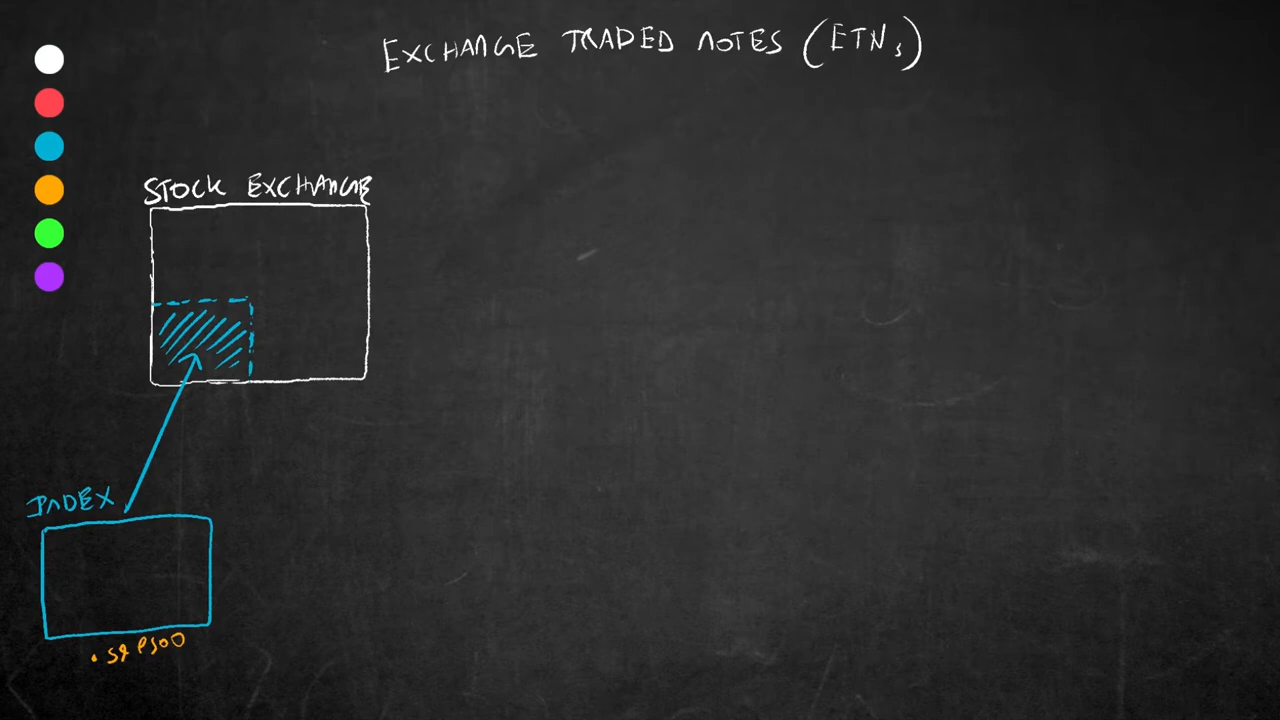 EXCHANGE TRADED NOTES (ETNs)
STOCK EXCHANGE
INDEX
• S&P500